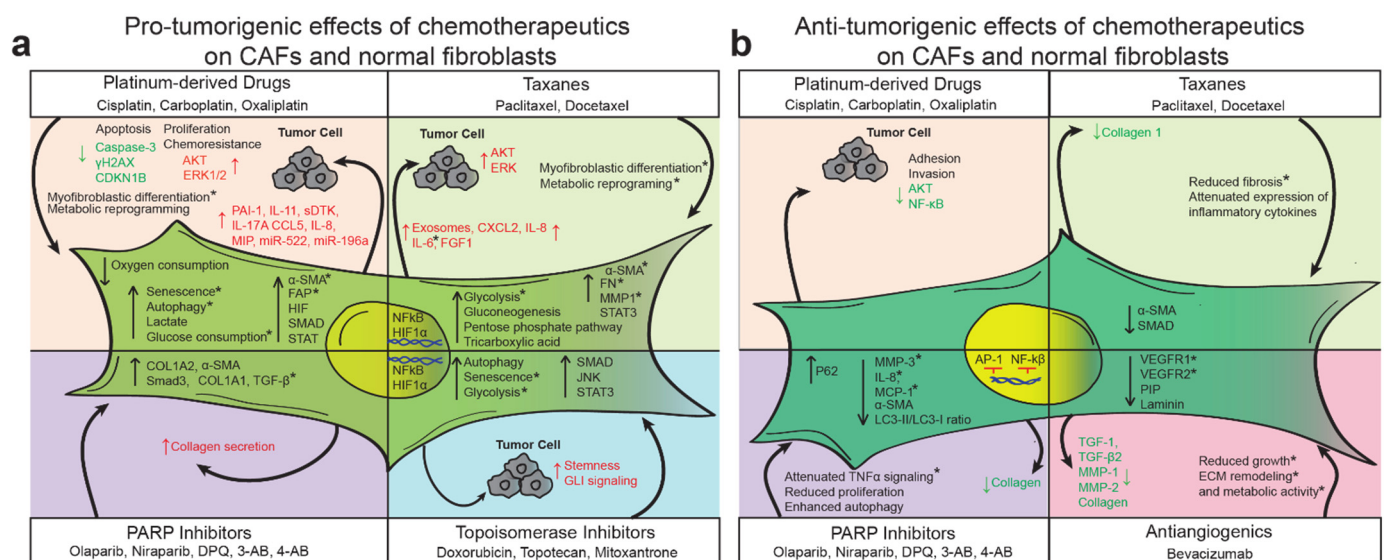 a
Pro-tumorigenic effects of chemotherapeutics
on CAFs and normal fibroblasts
Platinum-derived Drugs
Cisplatin, Carboplatin, Oxaliplatin
Taxanes
Paclitaxel, Docetaxel
Apoptosis
↓ Caspase-3
γH2AX
CDKN1B
Proliferation
Chemoresistance
AKT ↑
ERK1/2
Tumor Cell
Myofibroblastic differentiation*
Metabolic reprogramming
↑ PAI-1, IL-11, sDTK,
IL-17A CCL5, IL-8,
MIP, miR-522, miR-196a
Tumor Cell
↑ AKT
ERK
Myofibroblastic differentiation*
Metabolic reprograming*
↑ Exosomes, CXCL2, IL-8 ↑
IL-6*, FGF1
↓ Oxygen consumption
↑ Senescence*
Autophagy*
Lactate
Glucose consumption*
↑ α-SMA*
FAP*
HIF
SMAD
STAT
NFkB
HIF1α
↑ Glycolysis*
Gluconeogenesis
Pentose phosphate pathway
Tricarboxylic acid
↑ α-SMA*
FN*
MMP1*
STAT3
↑ COL1A2, α-SMA
Smad3, COL1A1, TGF-β*
NFkB
HIF1α
↑ Autophagy
Senescence*
Glycolysis*
↑ SMAD
JNK
STAT3
↑ Collagen secretion
Tumor Cell
↑ Stemness
GLI signaling
PARP Inhibitors
Olaparib, Niraparib, DPQ, 3-AB, 4-AB
Topoisomerase Inhibitors
Doxorubicin, Topotecan, Mitoxantrone
b
Anti-tumorigenic effects of chemotherapeutics
on CAFs and normal fibroblasts
Platinum-derived Drugs
Cisplatin, Carboplatin, Oxaliplatin
Taxanes
Paclitaxel, Docetaxel
Tumor Cell
Adhesion
Invasion
↓ AKT
NF-κB
↓ Collagen 1
Reduced fibrosis*
Attenuated expression of
inflammatory cytokines
↓ α-SMA
SMAD
↑ P62
↓ MMP-3*
IL-8*,
MCP-1*
α-SMA
LC3-II/LC3-I ratio
AP-1 NF-kβ
↓ VEGFR1*
VEGFR2*
PIP
Laminin
Attenuated TNFα signaling*
Reduced proliferation
Enhanced autophagy
↓ Collagen
TGF-1,
TGF-β2
MMP-1 ↓
MMP-2
Collagen
Reduced growth*
ECM remodeling*
and metabolic activity*
PARP Inhibitors
Olaparib, Niraparib, DPQ, 3-AB, 4-AB
Antiangiogenics
Bevacizumab